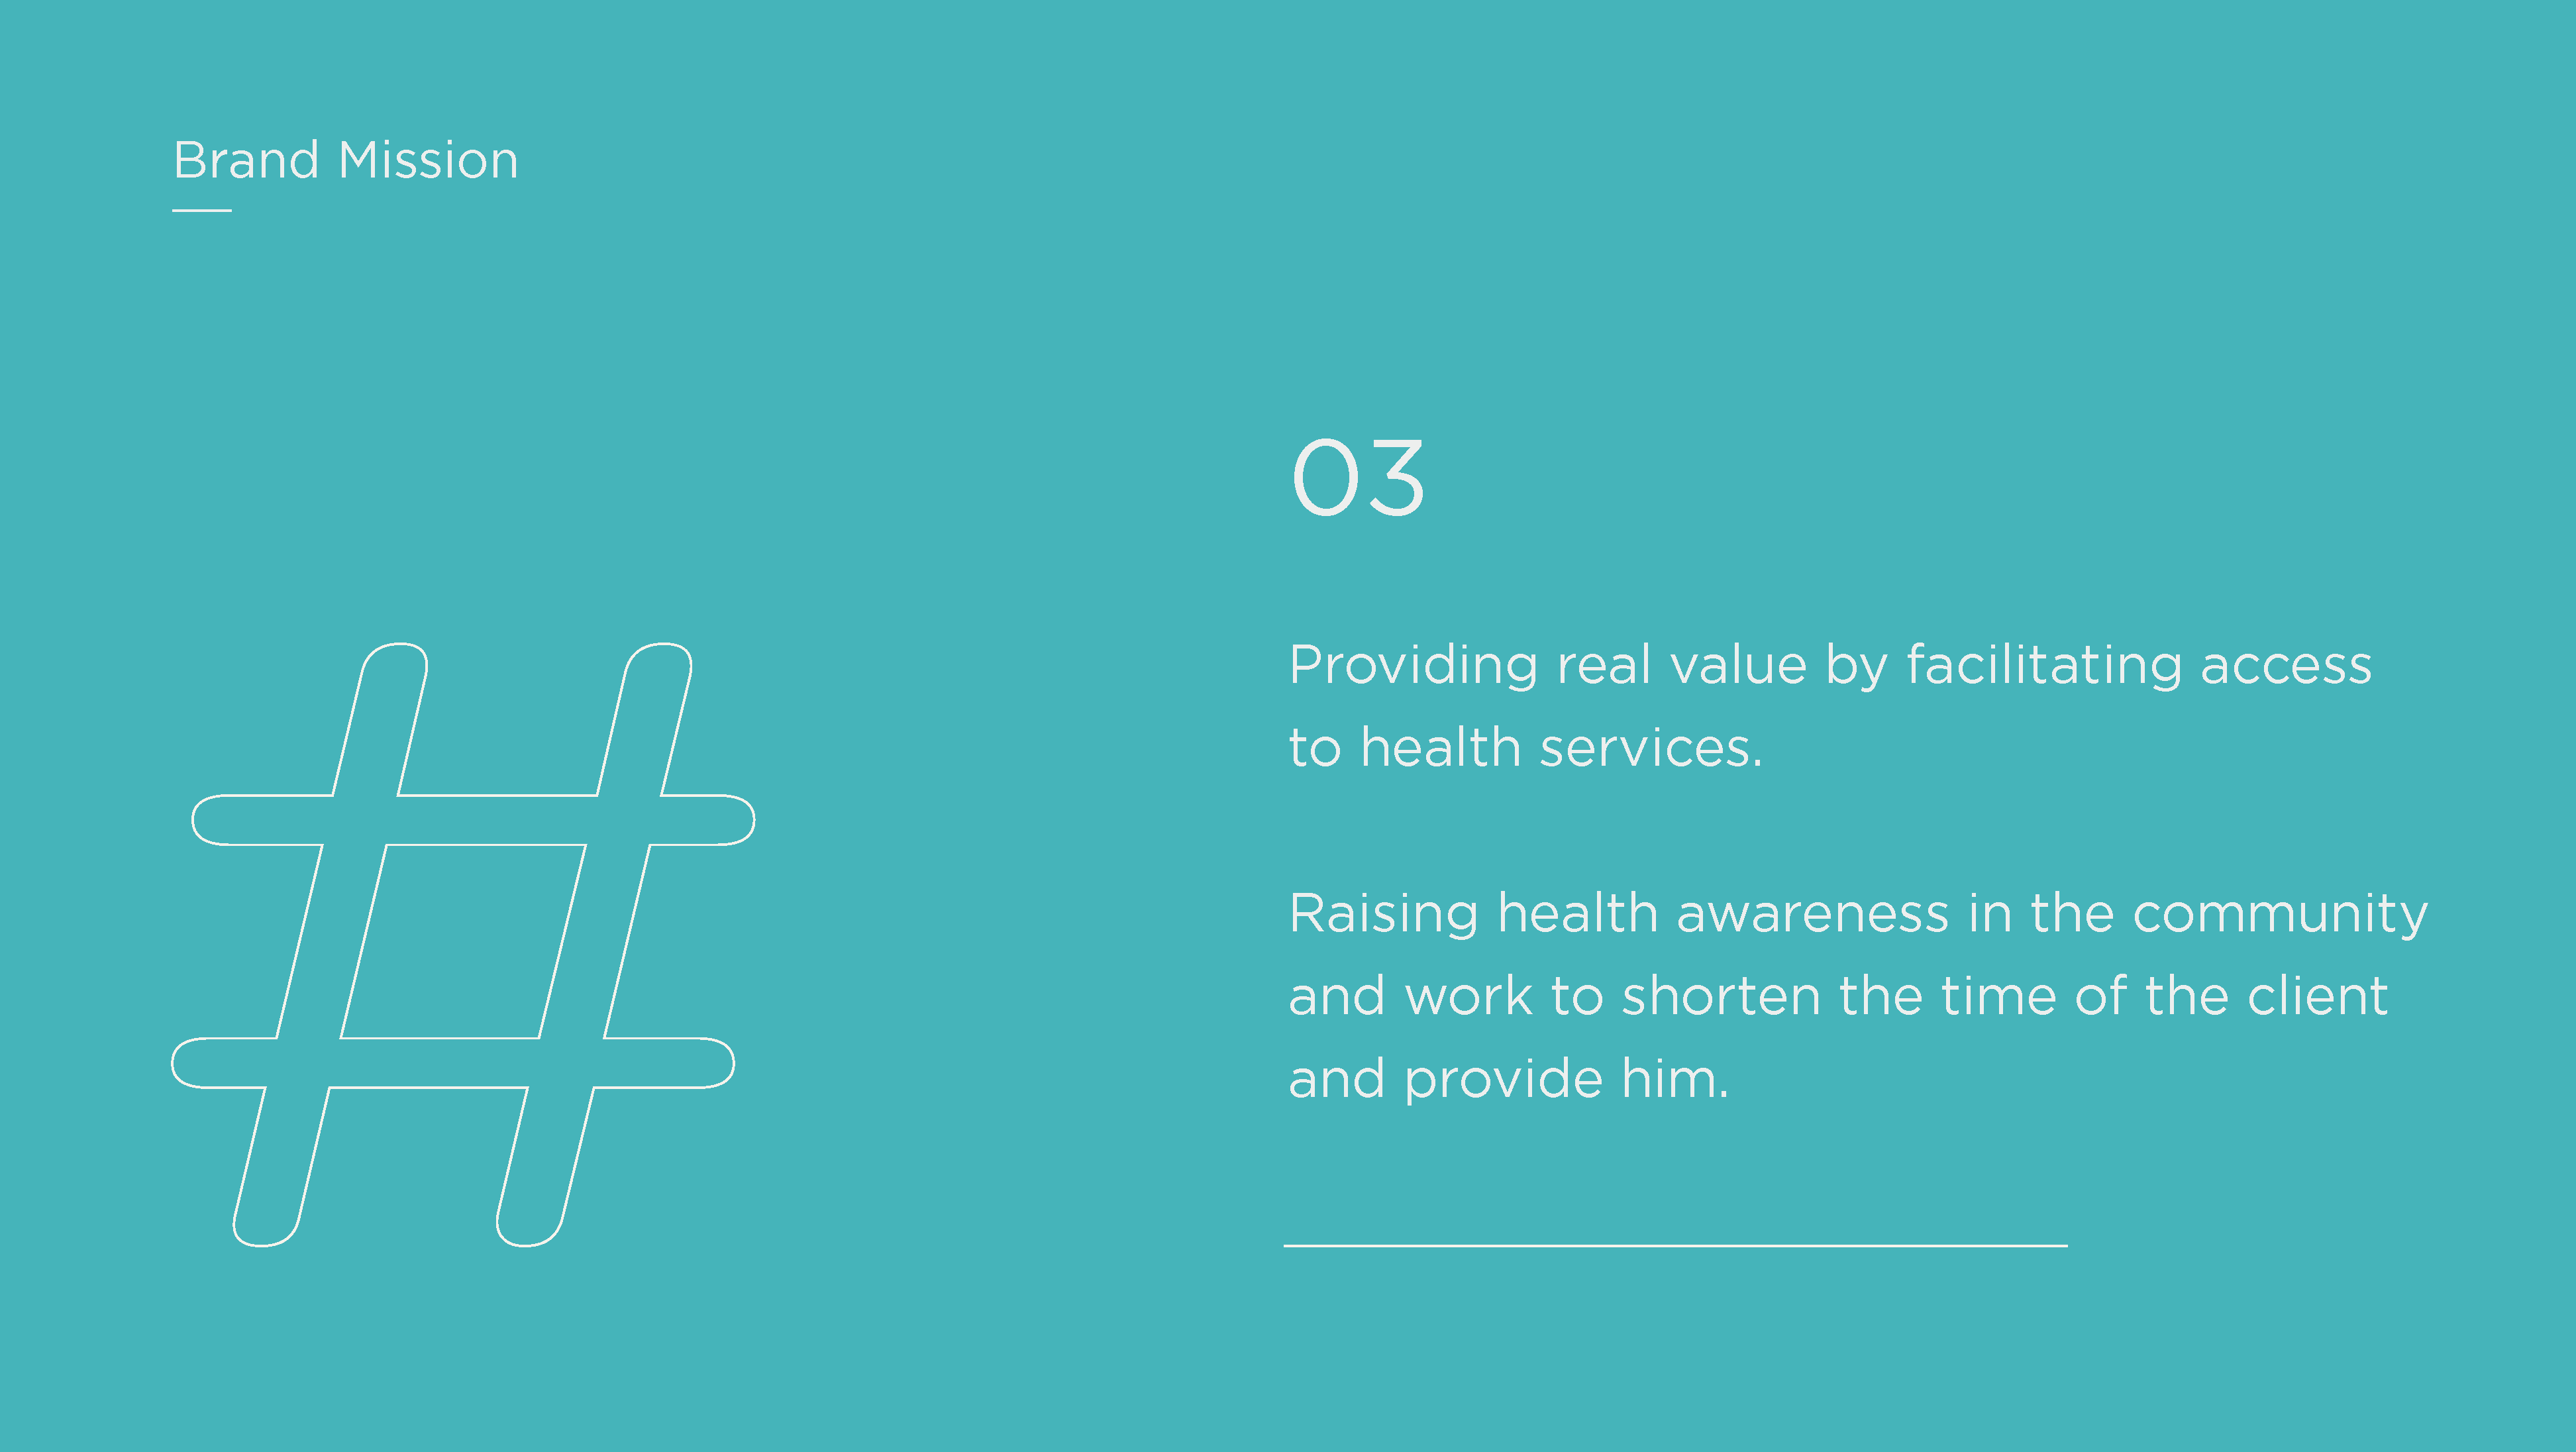 Brand Mission
#
03
Providing real value by facilitating access
to health services.
Raising health awareness in the community
and work to shorten the time of the client
and provide him.